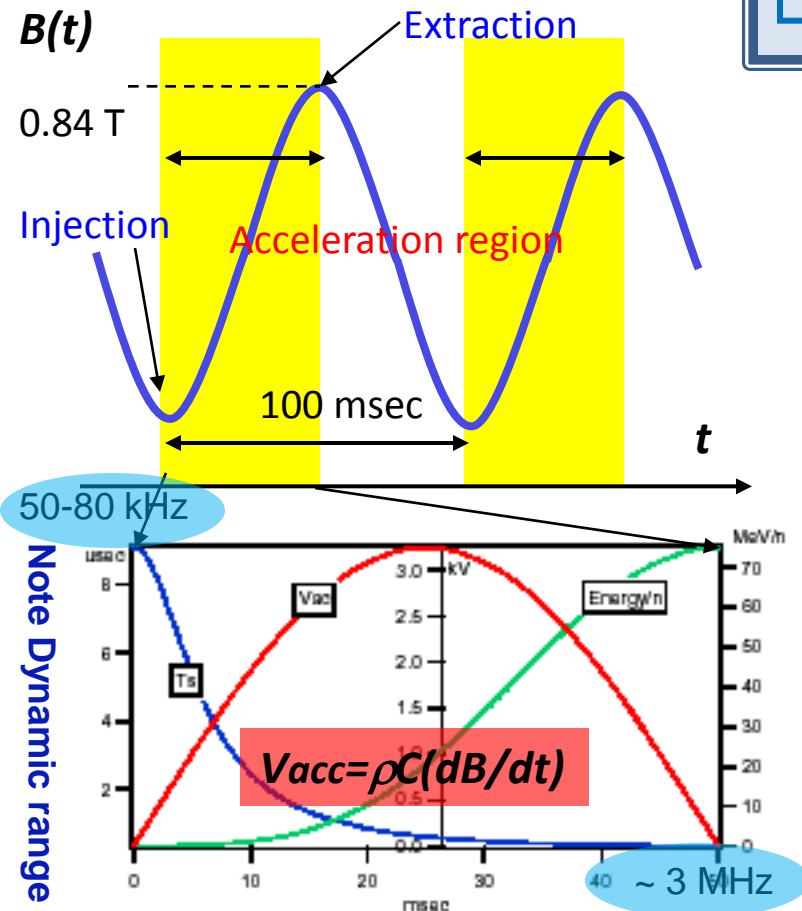 B(t)
Extraction
0.84 T
Injection
Acceleration region
100 msec
t
50-80 kHz
Note Dynamic range
usec
8
6
4
2
Vac
Ts
3.0
kV
2.5
2.0
1.5
1.0
0.5
0.0
Energy/n
MeV/n
70
60
50
40
30
20
10
0
Vacc=ρC(dB/dt)
0
10
20
30
40
50
~ 3 MHz
msec